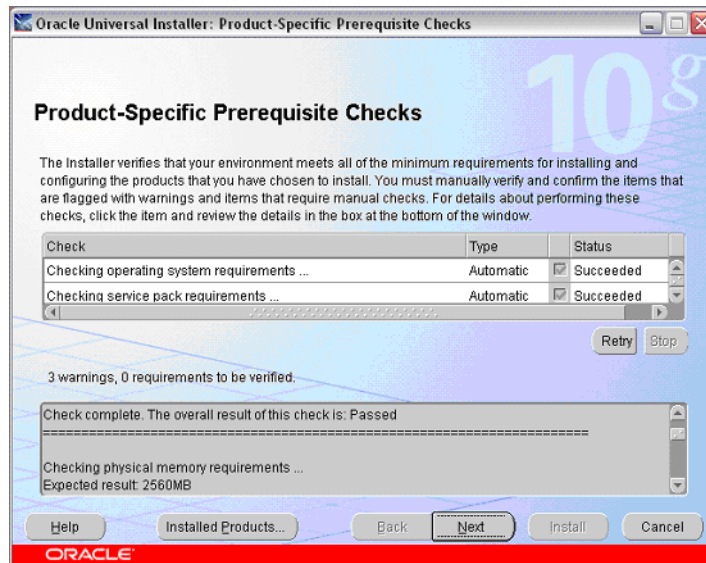 Oracle Universal Installer: Product-Specific Prerequisite Checks
10g
Product-Specific Prerequisite Checks
The Installer verifies that your environment meets all of the minimum requirements for installing and
configuring the products that you have chosen to install. You must manually verify and confirm the items that
are flagged with warnings and items that require manual checks. For details about performing these
checks, click the item and review the details in the box at the bottom of the window.
Check Type Status
Checking operating system requirements ... Automatic Succeeded
Checking service pack requirements ... Automatic Succeeded
Retry Stop
3 warnings, 0 requirements to be verified.
Check complete. The overall result of this check is: Passed
========================================================================
Checking physical memory requirements ...
Expected result: 2560MB
Help Installed Products... Back Next Install Cancel
ORACLE